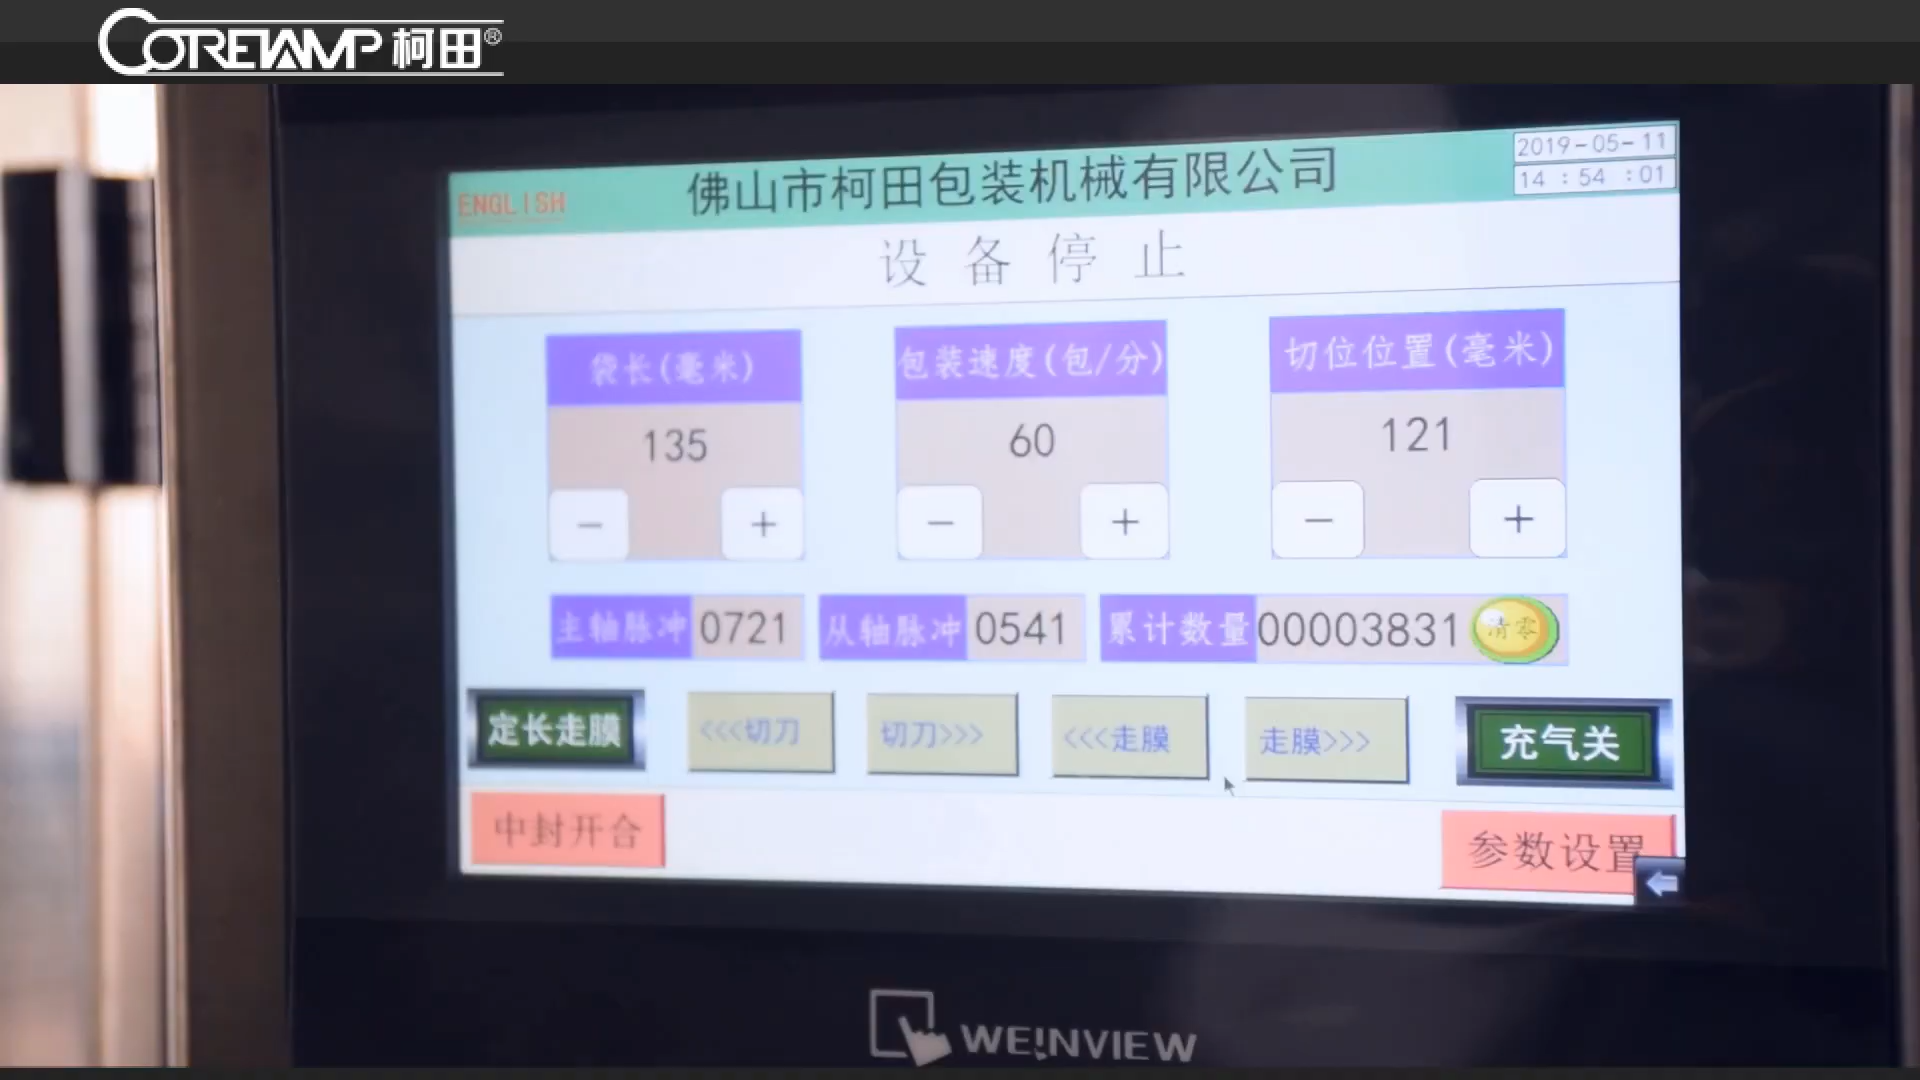 CORETAMP 柯田®
ENGLISH
佛山市柯田包装机械有限公司
2019-05-11
14 : 54 : 01
设备停止
袋长(毫米)
包装速度(包/分)
切位位置(毫米)
135
60
121
− +
− +
− +
主轴脉冲 0721
从轴脉冲 0541
累计数量 00003831 清零
定长走膜
<<<切刀
切刀>>>
<<<走膜
走膜>>>
充气关
中封开合
参数设置
WEINVIEW